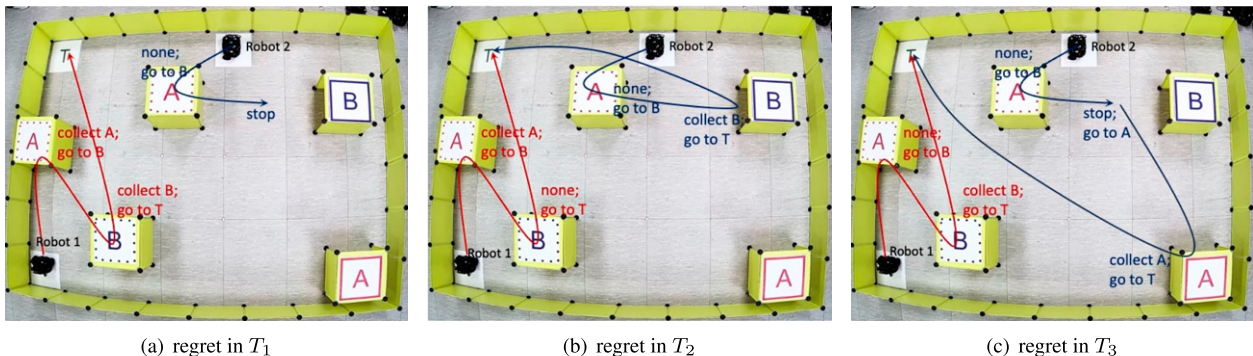 T
none;
go to B
Robot 2
A
B
stop
A
collect A;
go to B
collect B;
go to T
B
Robot 1
A
(a) regret in T1
T
Robot 2
A
none;
go to B
B
collect B;
go to T
A
collect A;
go to B
none;
go to T
B
Robot 1
A
(b) regret in T2
T
none;
go to B
Robot 2
A
B
stop;
go to A
A
none;
go to B
collect B;
go to T
B
Robot 1
collect A;
go to T
A
(c) regret in T3